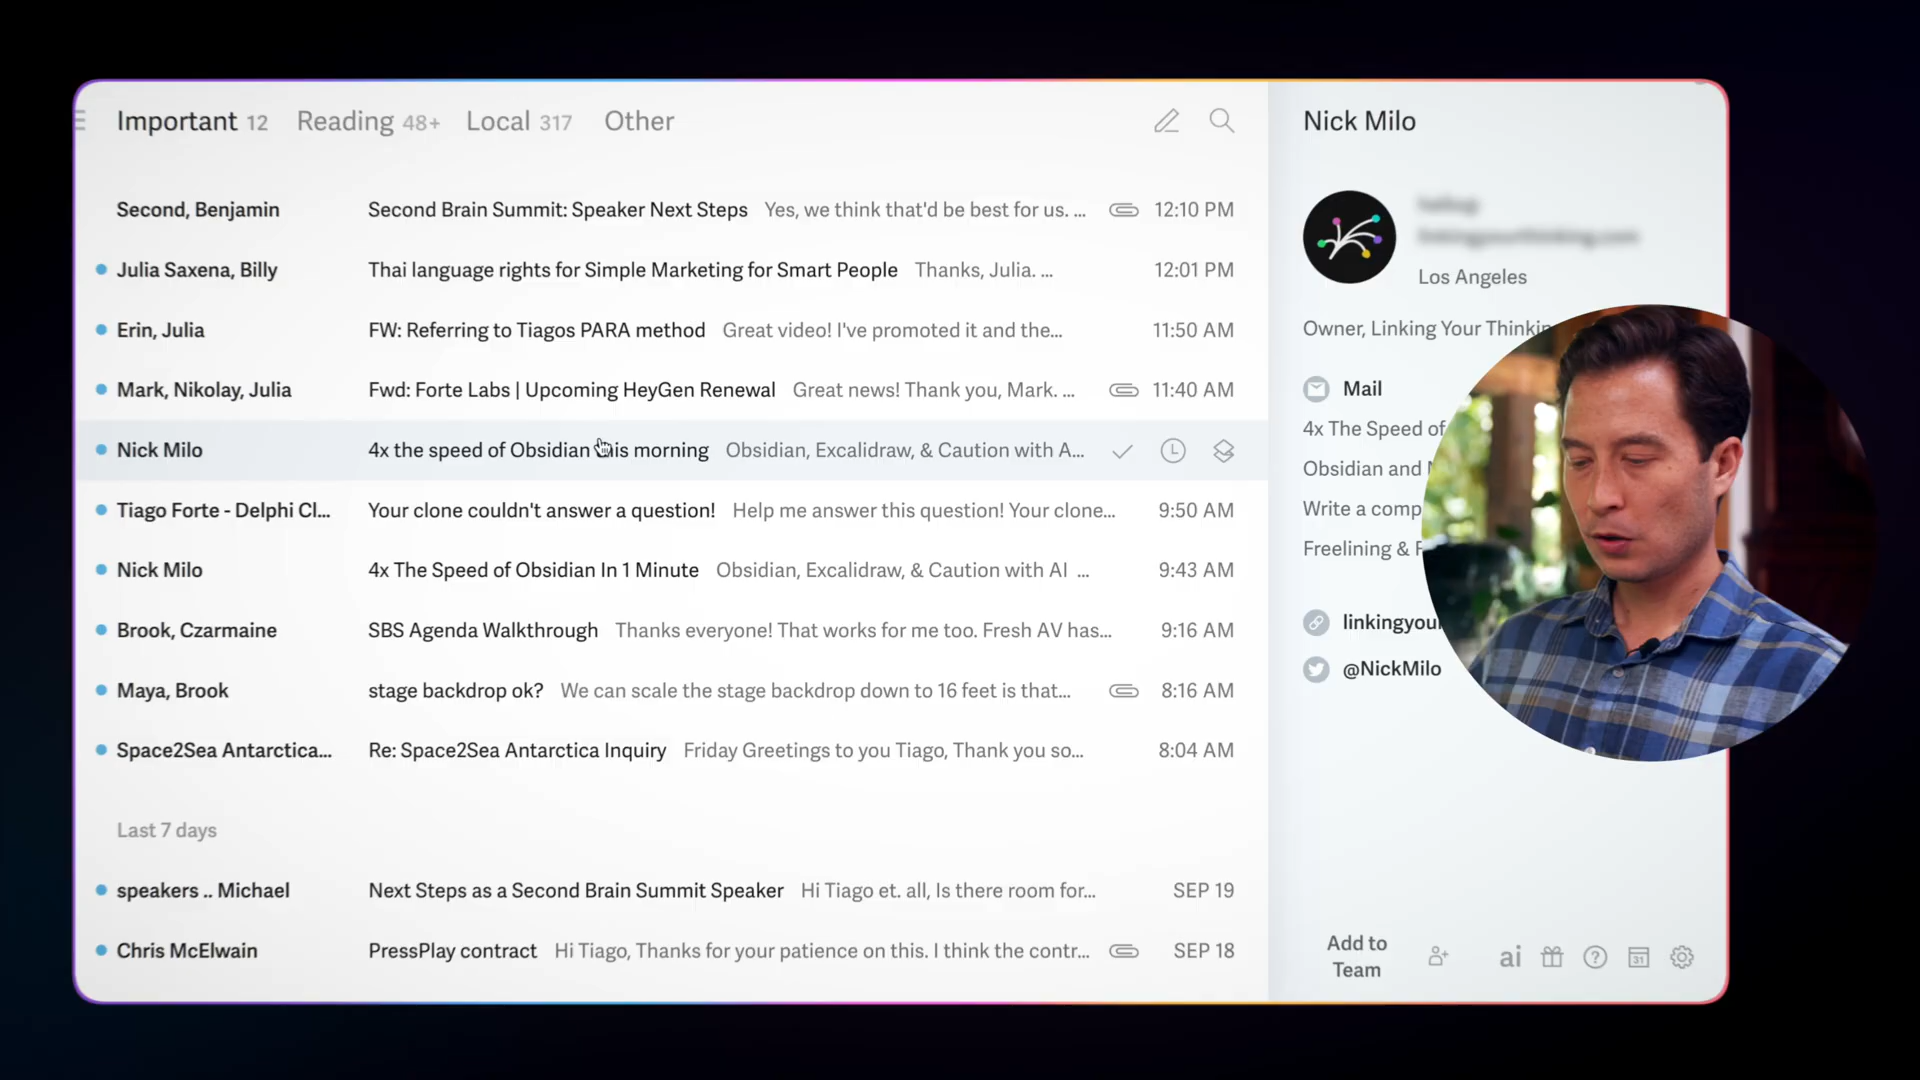 Important 12 Reading 48+ Local 317 Other
Second, Benjamin Second Brain Summit: Speaker Next Steps Yes, we think that'd be best for us. ... 12:10 PM
Julia Saxena, Billy Thai language rights for Simple Marketing for Smart People Thanks, Julia. ... 12:01 PM
Erin, Julia FW: Referring to Tiagos PARA method Great video! I've promoted it and the... 11:50 AM
Mark, Nikolay, Julia Fwd: Forte Labs | Upcoming HeyGen Renewal Great news! Thank you, Mark. ... 11:40 AM
Nick Milo 4x the speed of Obsidian this morning Obsidian, Excalidraw, & Caution with A...
Tiago Forte - Delphi Cl... Your clone couldn't answer a question! Help me answer this question! Your clone... 9:50 AM
Nick Milo 4x The Speed of Obsidian In 1 Minute Obsidian, Excalidraw, & Caution with AI ... 9:43 AM
Brook, Czarmaine SBS Agenda Walkthrough Thanks everyone! That works for me too. Fresh AV has... 9:16 AM
Maya, Brook stage backdrop ok? We can scale the stage backdrop down to 16 feet is that... 8:16 AM
Space2Sea Antarctica... Re: Space2Sea Antarctica Inquiry Friday Greetings to you Tiago, Thank you so... 8:04 AM
Last 7 days
speakers .. Michael Next Steps as a Second Brain Summit Speaker Hi Tiago et. all, Is there room for... SEP 19
Chris McElwain PressPlay contract Hi Tiago, Thanks for your patience on this. I think the contr... SEP 18
Nick Milo
Los Angeles
Owner, Linking Your
Mail
4x The Speed of
Obsidian and
Write a
Freelining &
@NickMilo
Add to
Team
ai
31